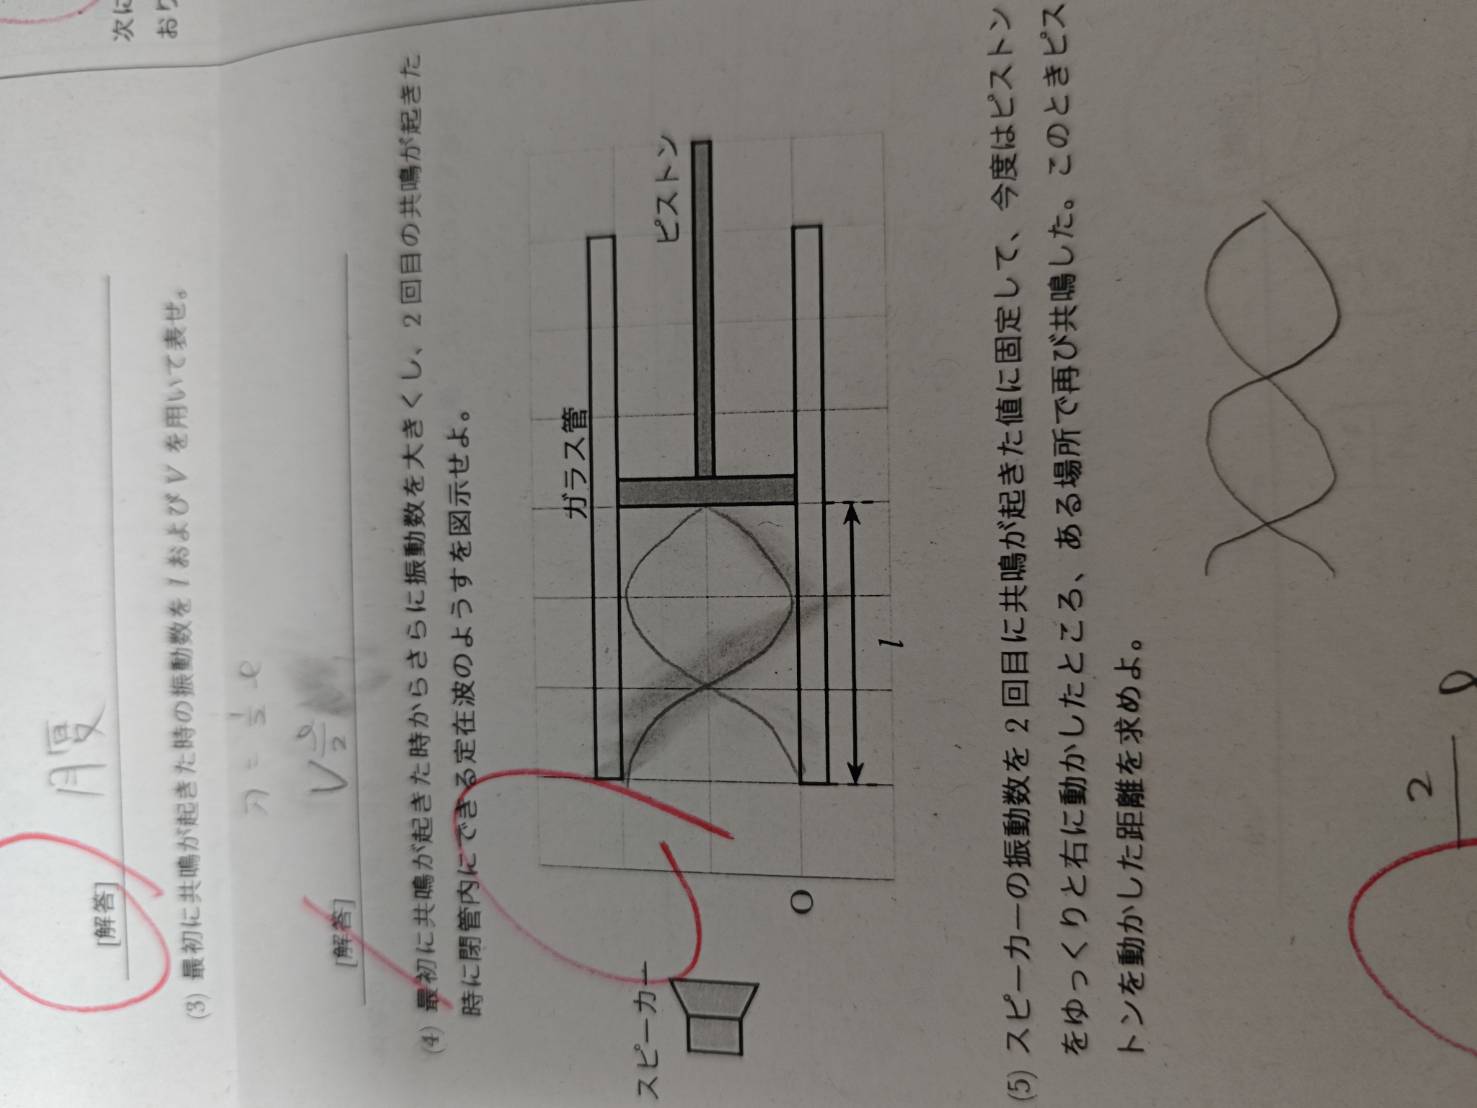 [解答] 腹
次に
おり
(3) 最初に共鳴が起きた時の振動数を l および V を用いて表せ。
λ = 1/2 ℓ
[解答] V ℓ/2
(4) 最初に共鳴が起きた時からさらに振動数を大きくし、2 回目の共鳴が起きた
時に閉管内にできる定在波のようすを図示せよ。
ガラス管
スピーカー
ピストン
O
l
(5) スピーカーの振動数を 2 回目に共鳴が起きた値に固定して、今度はピストン
をゆっくりと右に動かしたところ、ある場所で再び共鳴した。このときピス
トンを動かした距離を求めよ。
2
ℓ